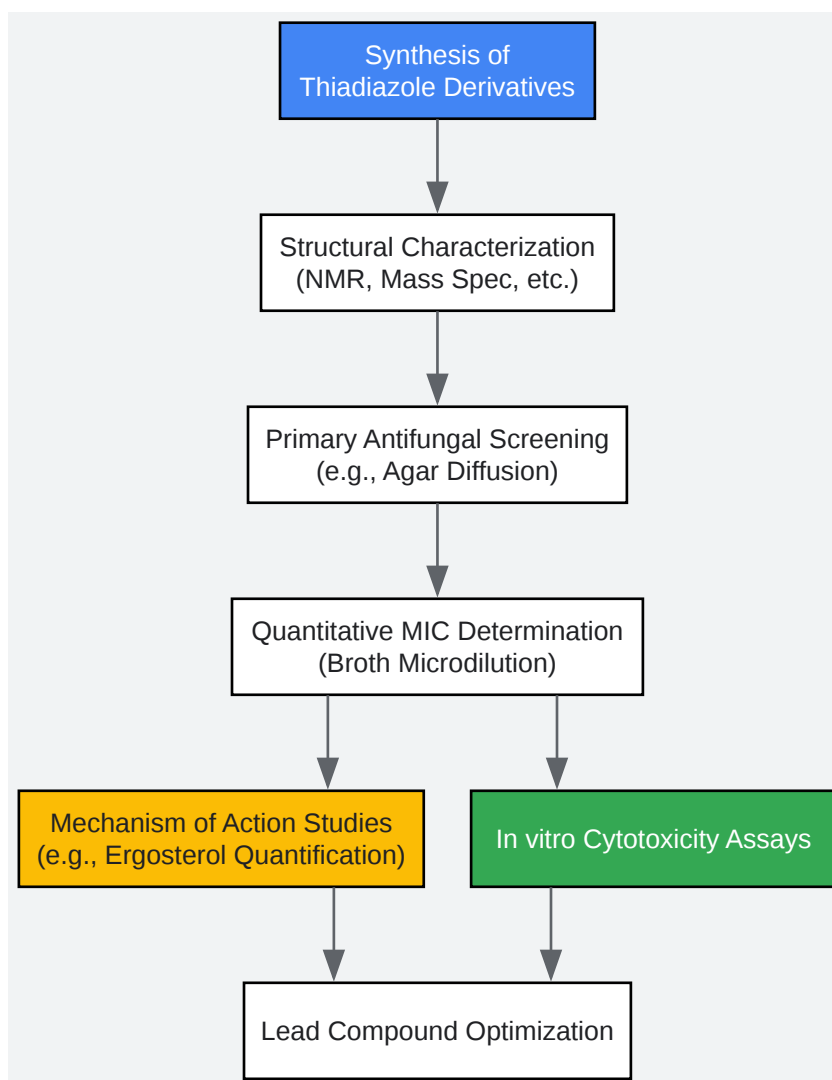 Synthesis of
Thiadiazole Derivatives
Structural Characterization
(NMR, Mass Spec, etc.)
Primary Antifungal Screening
(e.g., Agar Diffusion)
Quantitative MIC Determination
(Broth Microdilution)
Mechanism of Action Studies
(e.g., Ergosterol Quantification)
In vitro Cytotoxicity Assays
Lead Compound Optimization